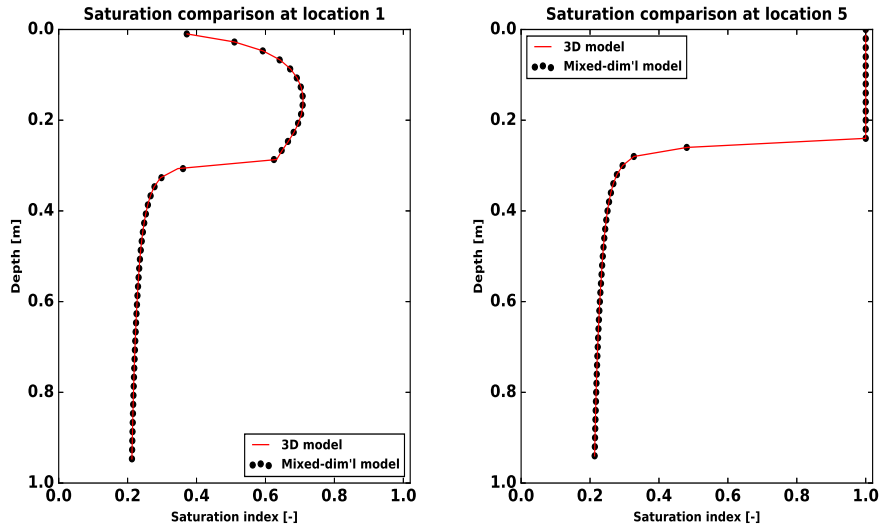 Saturation comparison at location 1
0.0
0.2
0.4
0.6
0.8
1.0
Depth [m]
3D model
Mixed-dim'l model
0.0 0.2 0.4 0.6 0.8 1.0
Saturation index [-]
Saturation comparison at location 5
0.0
0.2
0.4
0.6
0.8
1.0
Depth [m]
3D model
Mixed-dim'l model
0.0 0.2 0.4 0.6 0.8 1.0
Saturation index [-]